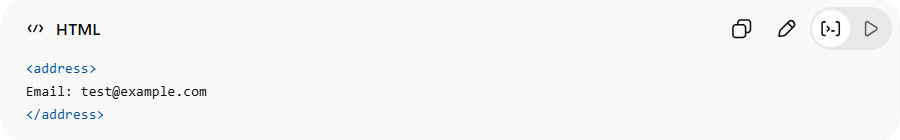 HTML
<address>
Email: test@example.com
</address>